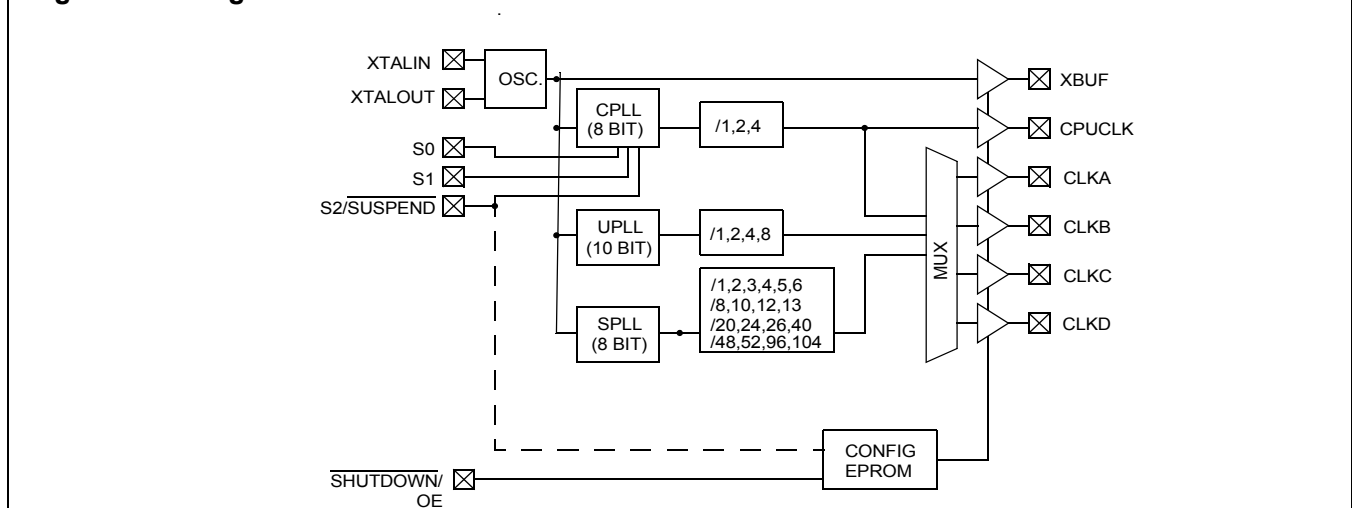 XTALIN
XTALOUT
OSC.
XBUF
CPLL
(8 BIT)
/1,2,4
CPUCLK
S0
S1
S2/SUSPEND
CLKA
UPLL
(10 BIT)
/1,2,4,8
MUX
CLKB
SPLL
(8 BIT)
/1,2,3,4,5,6
/8,10,12,13
/20,24,26,40
/48,52,96,104
CLKC
CLKD
CONFIG
EPROM
SHUTDOWN/
OE